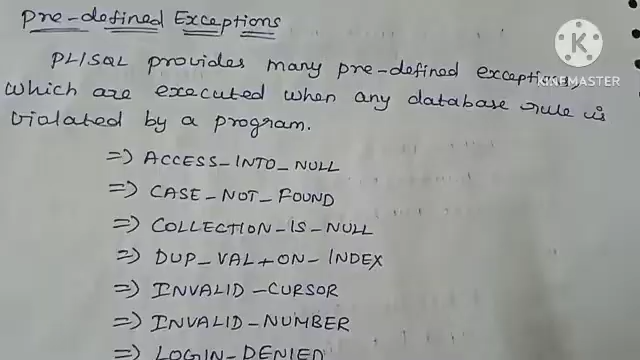 Pre-defined Exceptions
PL/SQL provides many pre-defined exceptions,
which are executed when any database rule is
violated by a program.
=> ACCESS-INTO-NULL
=> CASE-NOT-FOUND
=> COLLECTION-IS-NULL
=> DUP-VAL+ON-INDEX
=> INVALID-CURSOR
=> INVALID-NUMBER
=> LOGIN-DENIED
K
KINEMASTER